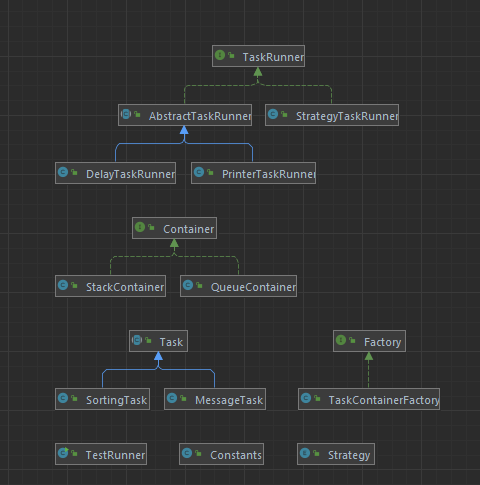 TaskRunner
AbstractTaskRunner StrategyTaskRunner
DelayTaskRunner PrinterTaskRunner
Container
StackContainer QueueContainer
Task Factory
SortingTask MessageTask TaskContainerFactory
TestRunner Constants Strategy